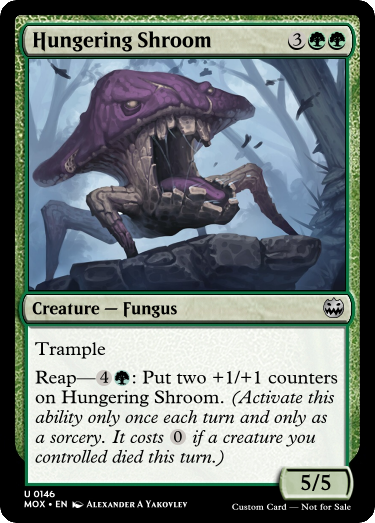 Hungering Shroom 3
Creature — Fungus
Trample
Reap—4: Put two +1/+1 counters
on Hungering Shroom. (Activate this
ability only once each turn and only as
a sorcery. It costs 0 if a creature you
controlled died this turn.)
5/5
U 0146
MOX • EN ALEXANDER A YAKOVLEV
Custom Card — Not for Sale